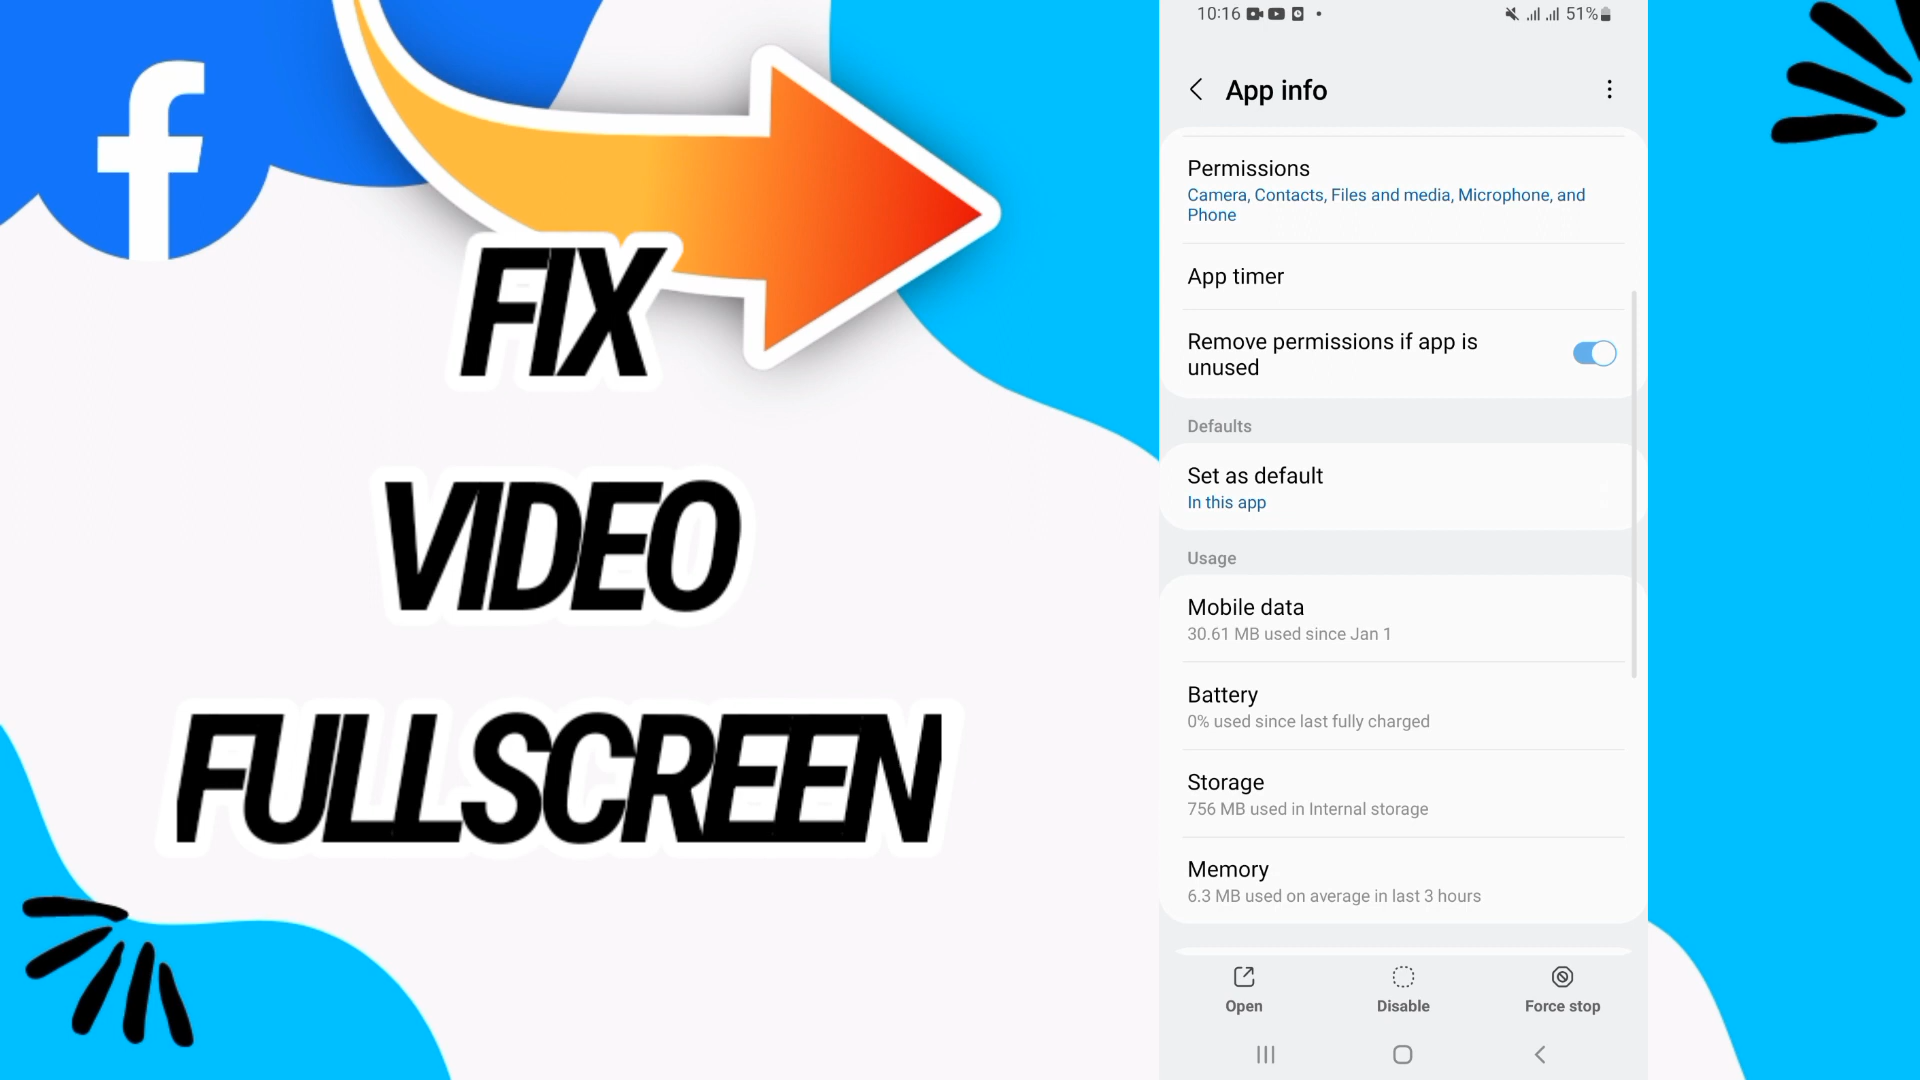 f
FIX
VIDEO
FULLSCREEN
10:16
51%
App info
Permissions
Camera, Contacts, Files and media, Microphone, and
Phone
App timer
Remove permissions if app is
unused
Defaults
Set as default
In this app
Usage
Mobile data
30.61 MB used since Jan 1
Battery
0% used since last fully charged
Storage
756 MB used in Internal storage
Memory
6.3 MB used on average in last 3 hours
Open
Disable
Force stop